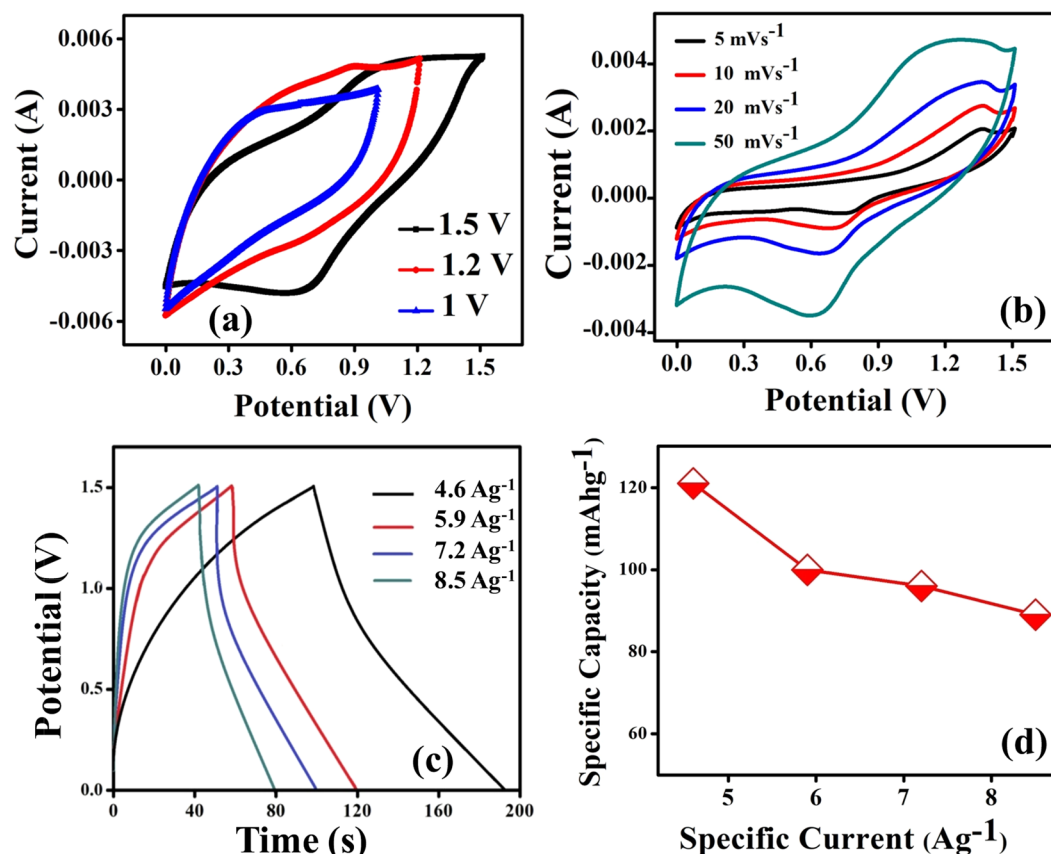 (a)
Current (A)
0.006
0.003
0.000
-0.003
-0.006
1.5 V
1.2 V
1 V
0.0 0.3 0.6 0.9 1.2 1.5
Potential (V)
(b)
Current (A)
0.004
0.002
0.000
-0.002
-0.004
5 mVs⁻¹
10 mVs⁻¹
20 mVs⁻¹
50 mVs⁻¹
0.0 0.3 0.6 0.9 1.2 1.5
Potential (V)
(c)
Potential (V)
1.5
1.0
0.5
0.0
4.6 Ag⁻¹
5.9 Ag⁻¹
7.2 Ag⁻¹
8.5 Ag⁻¹
0 40 80 120 160 200
Time (s)
(d)
Specific Capacity (mAhg⁻¹)
120
100
80
60
5 6 7 8
Specific Current (Ag⁻¹)